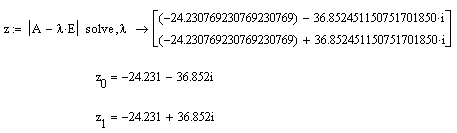 z := |A − λ·E| solve,λ → [(−24.230769230769230769) − 36.852451150751701850·i]
[(−24.230769230769230769) + 36.852451150751701850·i]
z₀ = −24.231 − 36.852i
z₁ = −24.231 + 36.852i